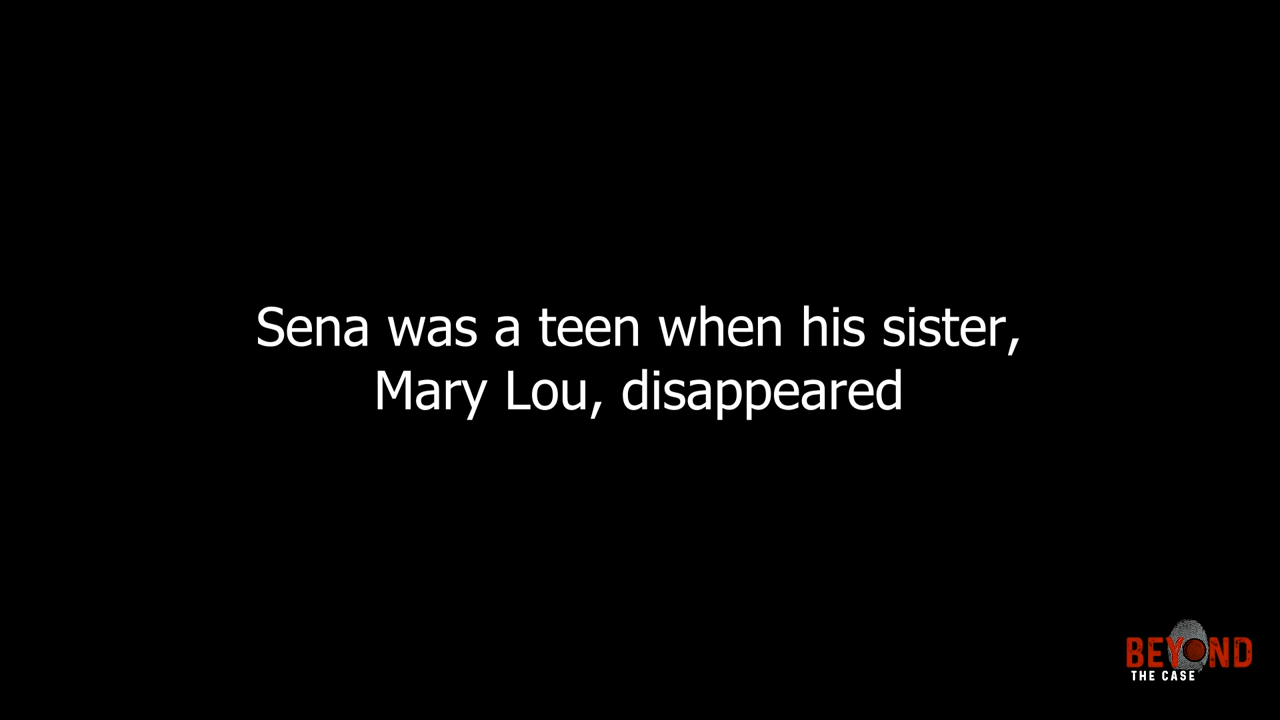 Sena was a teen when his sister,
Mary Lou, disappeared
BEYOND
THE CASE